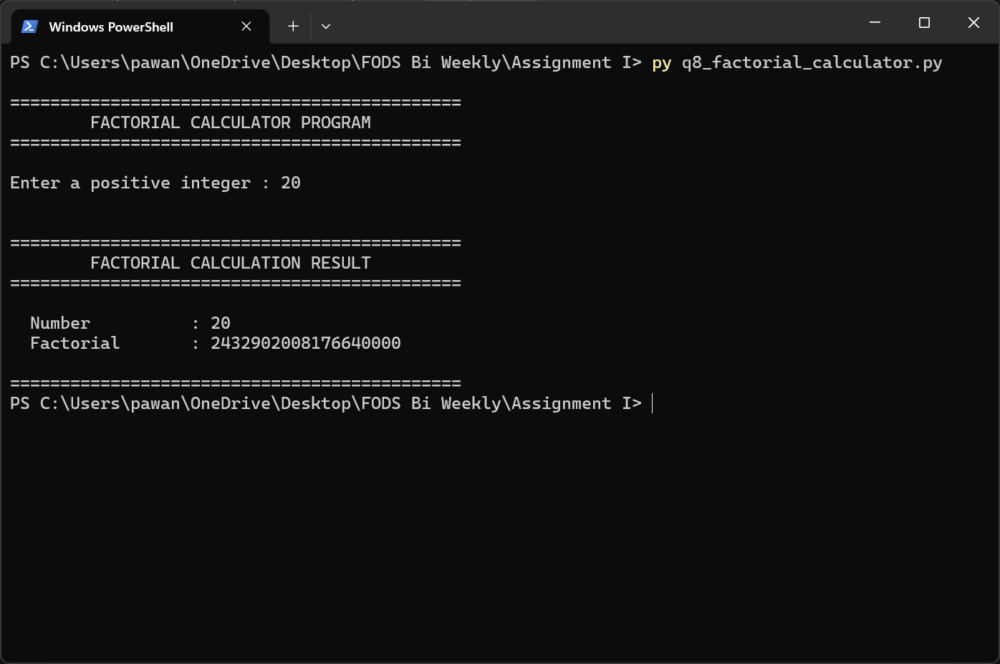 Windows PowerShell
PS C:\Users\pawan\OneDrive\Desktop\FODS Bi Weekly\Assignment I> py q8_factorial_calculator.py
=============================================
FACTORIAL CALCULATOR PROGRAM
=============================================
Enter a positive integer : 20
=============================================
FACTORIAL CALCULATION RESULT
=============================================
Number : 20
Factorial : 2432902008176640000
=============================================
PS C:\Users\pawan\OneDrive\Desktop\FODS Bi Weekly\Assignment I>